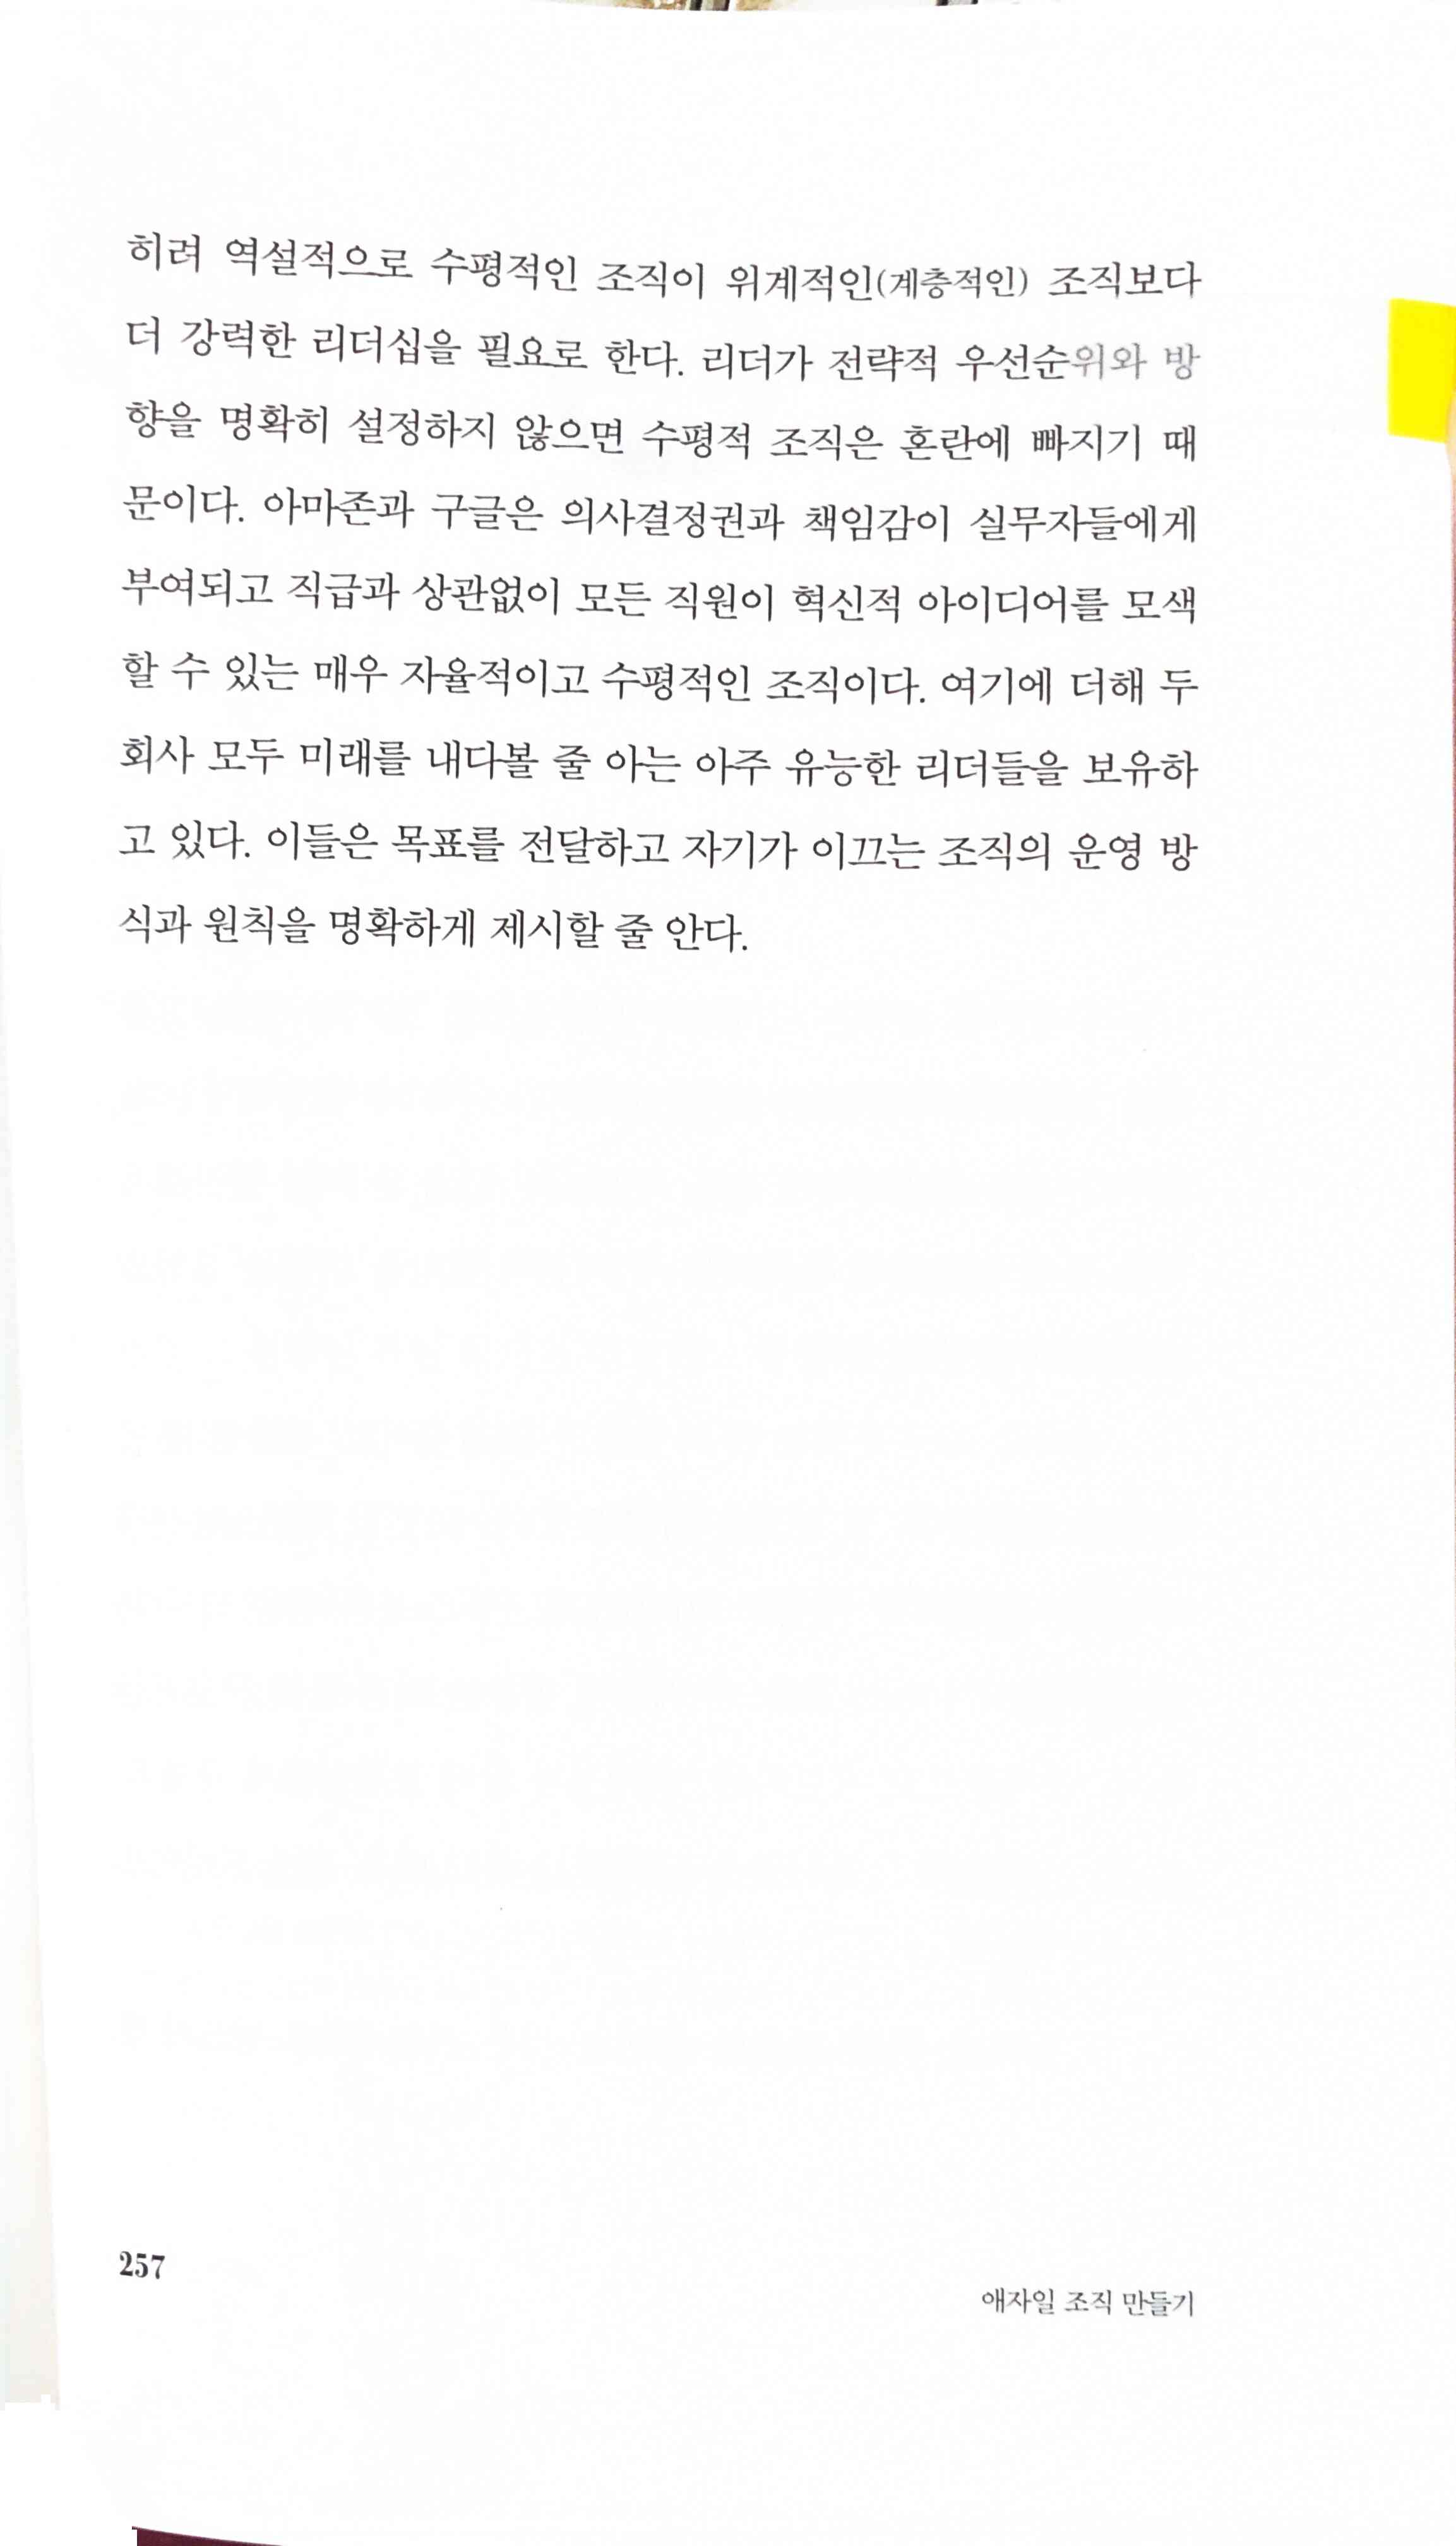 히려 역설적으로 수평적인 조직이 위계적인(계층적인) 조직보다
더 강력한 리더십을 필요로 한다. 리더가 전략적 우선순위와 방
향을 명확히 설정하지 않으면 수평적 조직은 혼란에 빠지기 때
문이다. 아마존과 구글은 의사결정권과 책임감이 실무자들에게
부여되고 직급과 상관없이 모든 직원이 혁신적 아이디어를 모색
할 수 있는 매우 자율적이고 수평적인 조직이다. 여기에 더해 두
회사 모두 미래를 내다볼 줄 아는 아주 유능한 리더들을 보유하
고 있다. 이들은 목표를 전달하고 자기가 이끄는 조직의 운영 방
식과 원칙을 명확하게 제시할 줄 안다.
257
애자일 조직 만들기